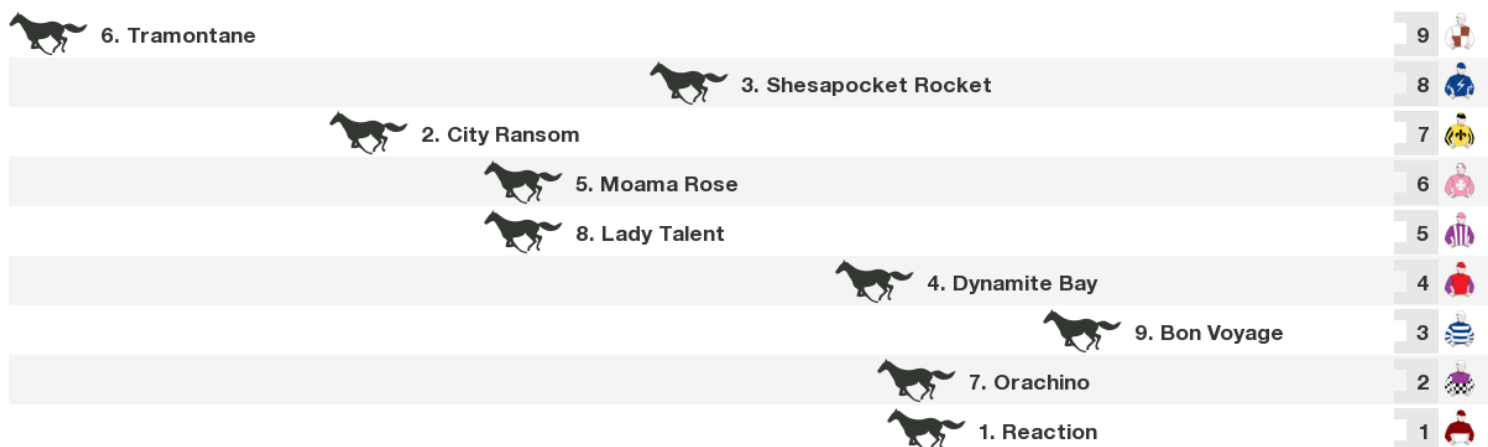 6. Tramontane 9
3. Shesapocket Rocket 8
2. City Ransom 7
5. Moama Rose 6
8. Lady Talent 5
4. Dynamite Bay 4
9. Bon Voyage 3
7. Orachino 2
1. Reaction 1